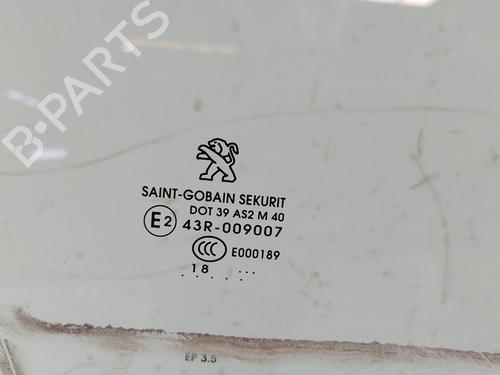 B-PARTS
SAINT-GOBAIN SEKURIT
DOT 39 AS2 M 40
E2 43R-009007
CCC E000189
18 ...
. . . . .
EP 3.5